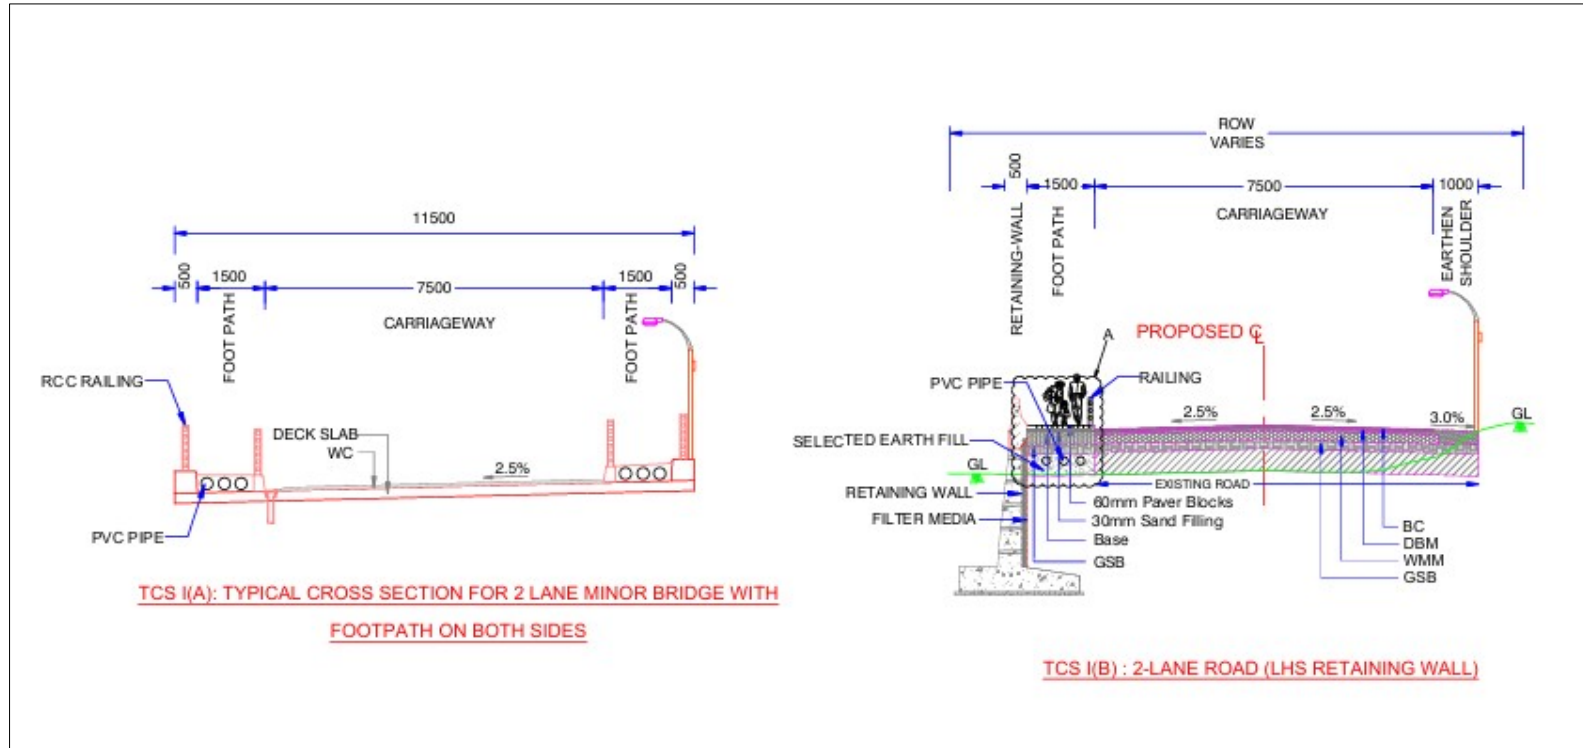 11500
500
1500
7500
1500
500
FOOT PATH
CARRIAGEWAY
FOOT PATH
RCC RAILING
DECK SLAB
WC
2.5%
PVC PIPE
TCS I(A): TYPICAL CROSS SECTION FOR 2 LANE MINOR BRIDGE WITH
FOOTPATH ON BOTH SIDES
ROW
VARIES
500
1500
7500
1000
RETAINING-WALL
FOOT PATH
CARRIAGEWAY
EARTHEN
SHOULDER
PROPOSED CL
A
PVC PIPE
RAILING
2.5%
2.5%
3.0%
GL
SELECTED EARTH FILL
GL
EXISTING ROAD
RETAINING WALL
60mm Paver Blocks
FILTER MEDIA
30mm Sand Filling
Base
GSB
BC
DBM
WMM
GSB
TCS I(B) : 2-LANE ROAD (LHS RETAINING WALL)